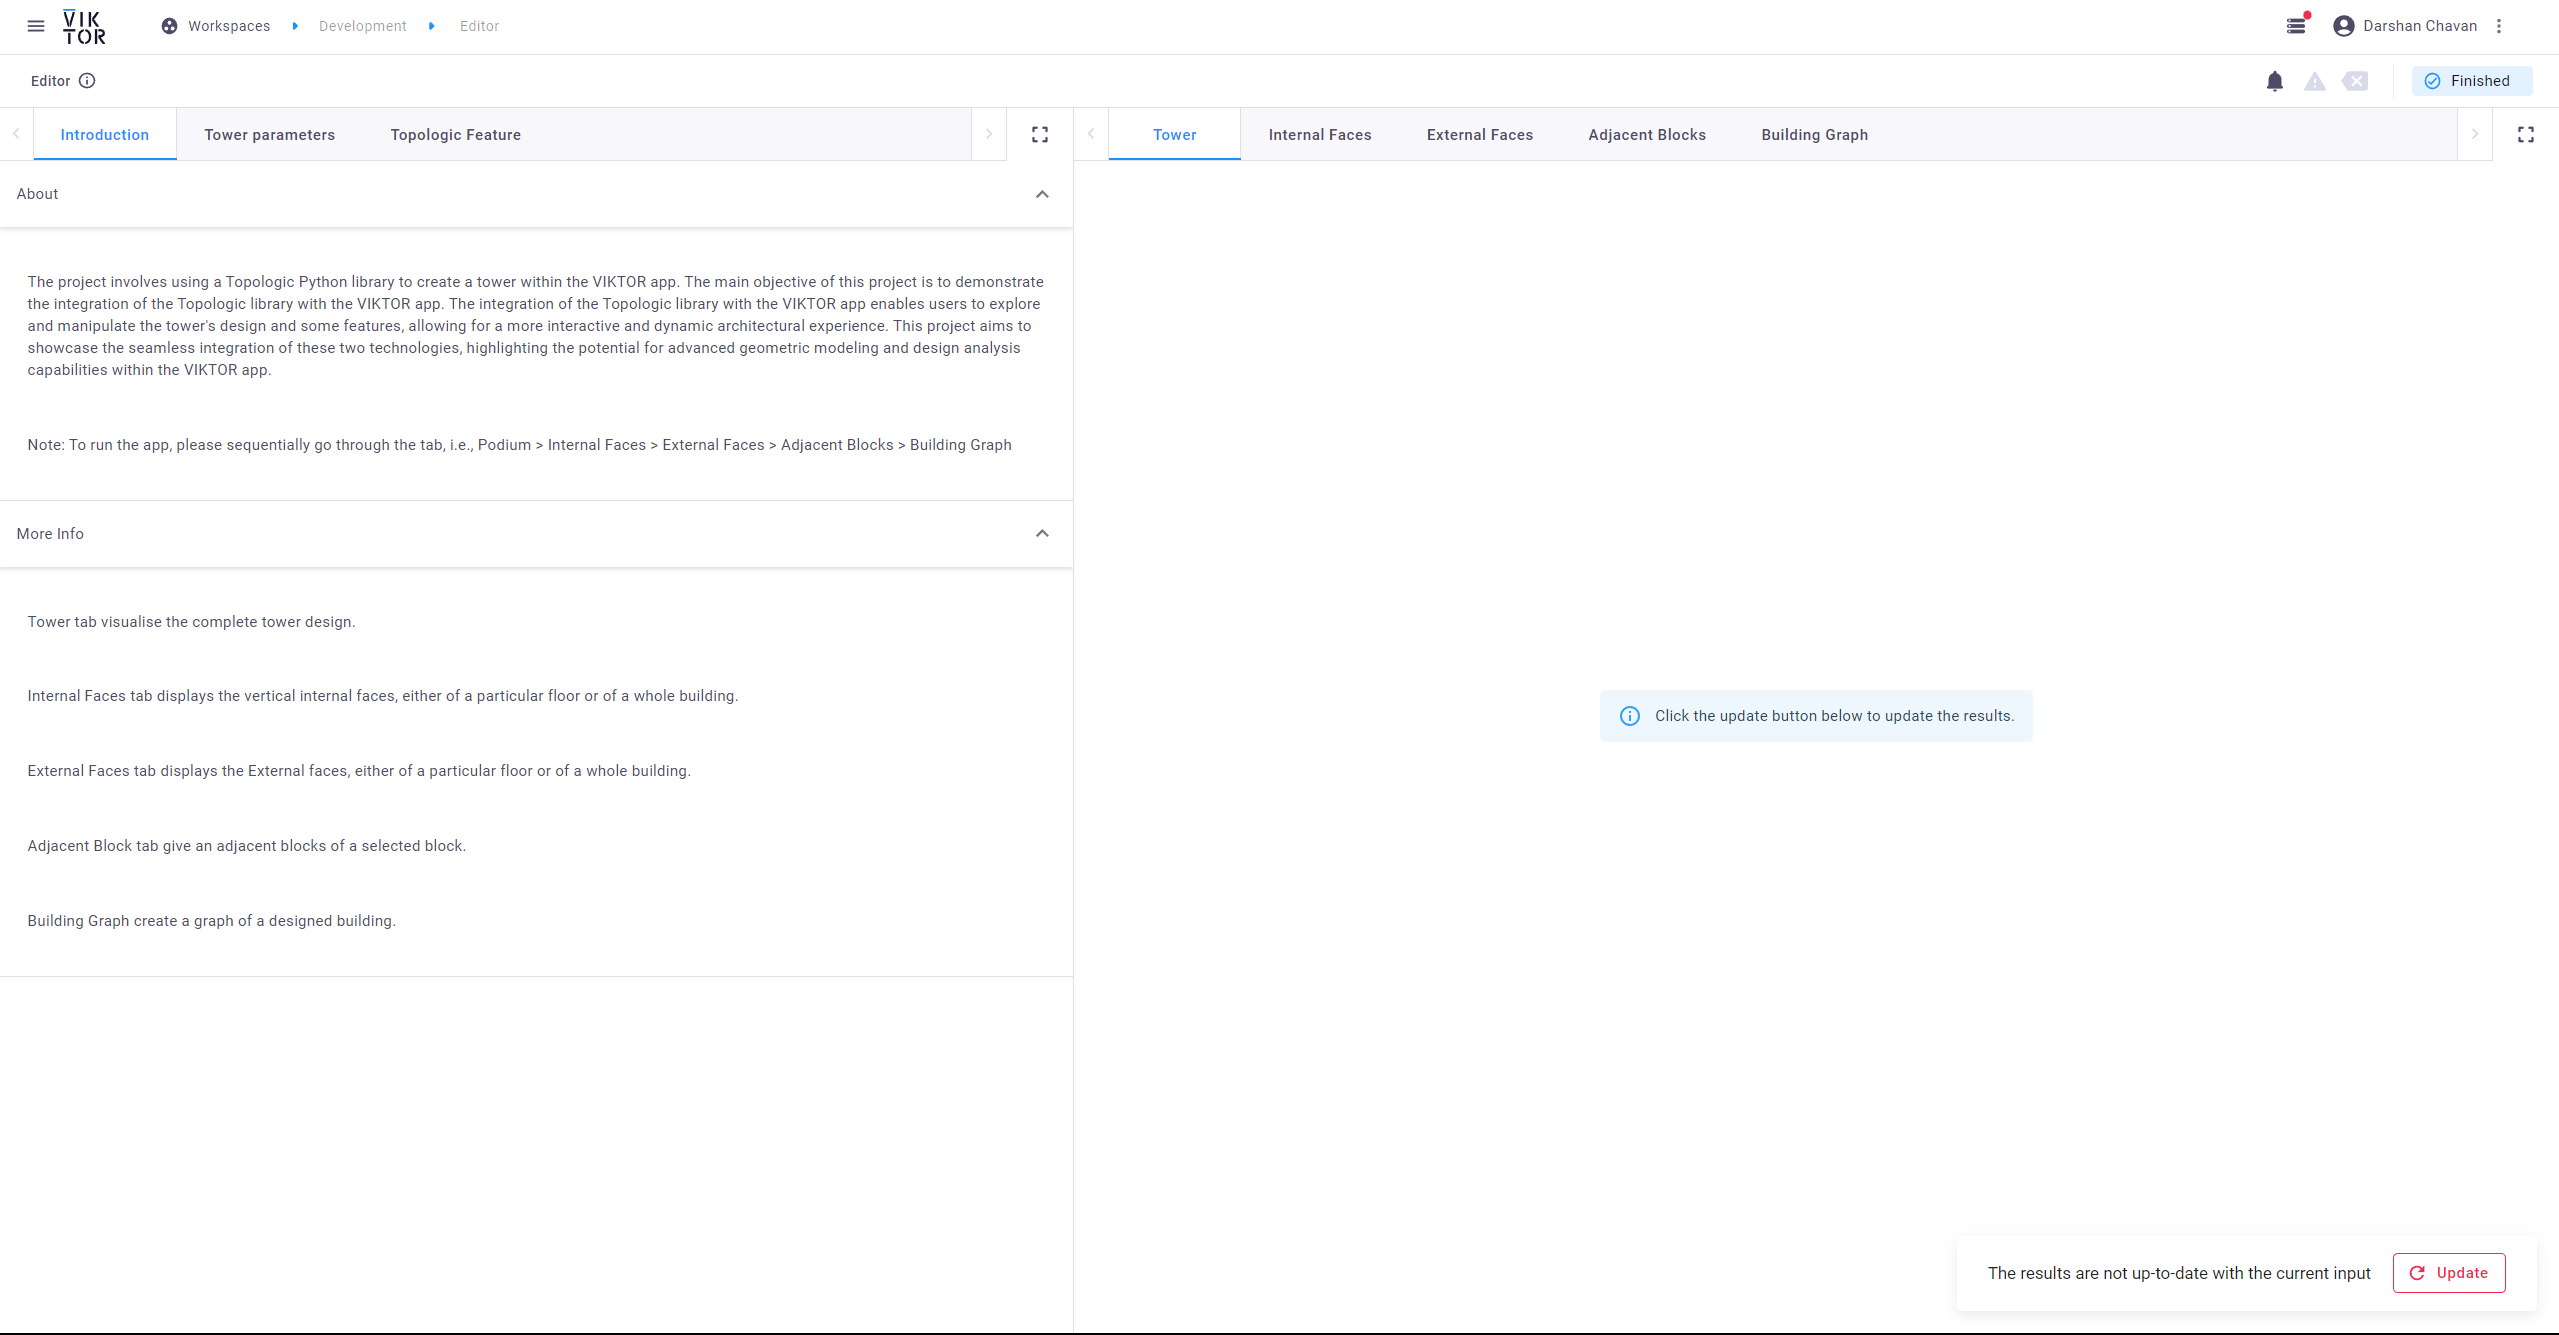 VIK
TOR
Workspaces
Development
Editor
Darshan Chavan
Editor
Finished
Introduction
Tower parameters
Topologic Feature
Tower
Internal Faces
External Faces
Adjacent Blocks
Building Graph
About
The project involves using a Topologic Python library to create a tower within the VIKTOR app. The main objective of this project is to demonstrate
the integration of the Topologic library with the VIKTOR app. The integration of the Topologic library with the VIKTOR app enables users to explore
and manipulate the tower's design and some features, allowing for a more interactive and dynamic architectural experience. This project aims to
showcase the seamless integration of these two technologies, highlighting the potential for advanced geometric modeling and design analysis
capabilities within the VIKTOR app.
Note: To run the app, please sequentially go through the tab, i.e., Podium > Internal Faces > External Faces > Adjacent Blocks > Building Graph
More Info
Tower tab visualise the complete tower design.
Internal Faces tab displays the vertical internal faces, either of a particular floor or of a whole building.
External Faces tab displays the External faces, either of a particular floor or of a whole building.
Adjacent Block tab give an adjacent blocks of a selected block.
Building Graph create a graph of a designed building.
Click the update button below to update the results.
The results are not up-to-date with the current input
Update